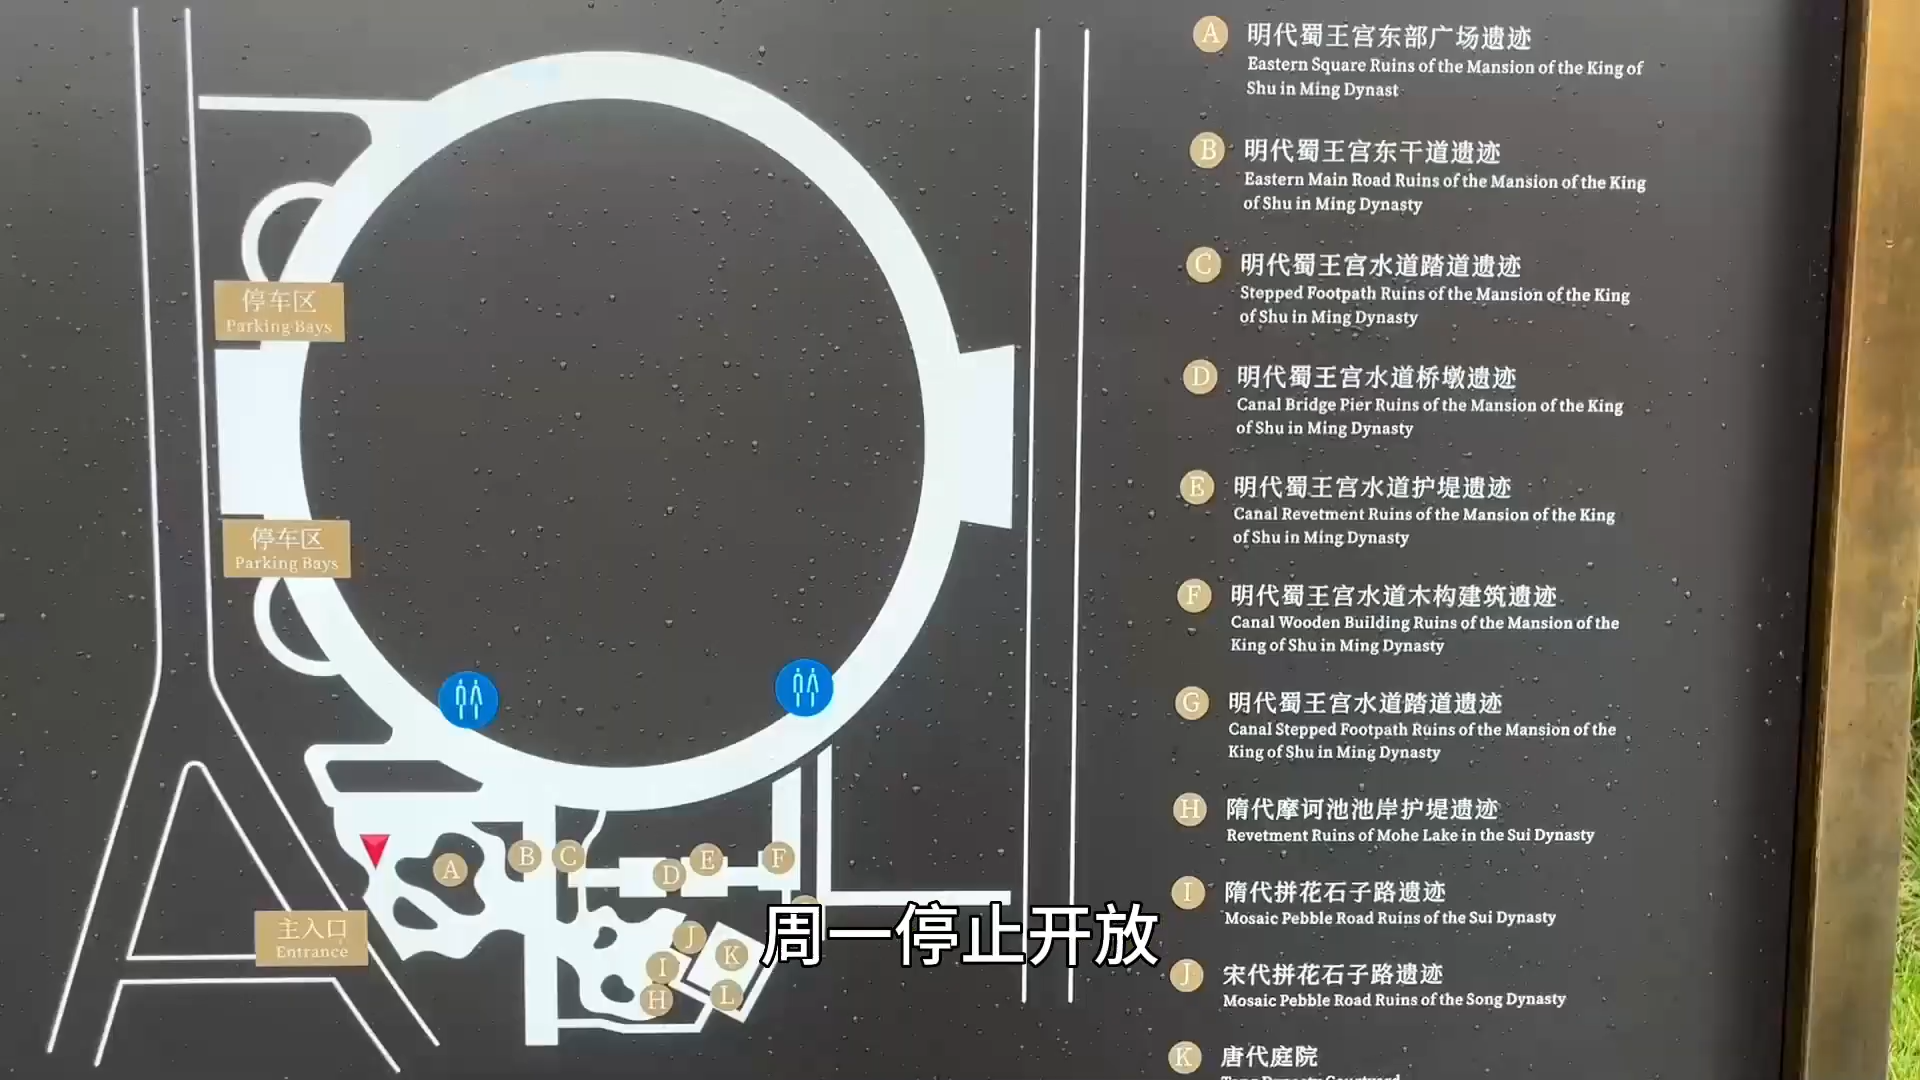 A 明代蜀王宫东部广场遗迹
Eastern Square Ruins of the Mansion of the King of
Shu in Ming Dynast
B 明代蜀王宫东干道遗迹
Eastern Main Road Ruins of the Mansion of the King
of Shu in Ming Dynasty
C 明代蜀王宫水道踏道遗迹
Stepped Footpath Ruins of the Mansion of the King
of Shu in Ming Dynasty
D 明代蜀王宫水道桥墩遗迹
Canal Bridge Pier Ruins of the Mansion of the King
of Shu in Ming Dynasty
E 明代蜀王宫水道护堤遗迹
Canal Revetment Ruins of the Mansion of the King
of Shu in Ming Dynasty
F 明代蜀王宫水道木构建筑遗迹
Canal Wooden Building Ruins of the Mansion of the
King of Shu in Ming Dynasty
G 明代蜀王宫水道踏道遗迹
Canal Stepped Footpath Ruins of the Mansion of the
King of Shu in Ming Dynasty
H 隋代摩诃池池岸护堤遗迹
Revetment Ruins of Mohe Lake in the Sui Dynasty
I 隋代拼花石子路遗迹
Mosaic Pebble Road Ruins of the Sui Dynasty
J 宋代拼花石子路遗迹
Mosaic Pebble Road Ruins of the Song Dynasty
K 唐代庭院
停车区
Parking Bays
停车区
Parking Bays
A
B
C
D
E
F
主入口
Entrance
J
K
I
H
L
周一停止开放